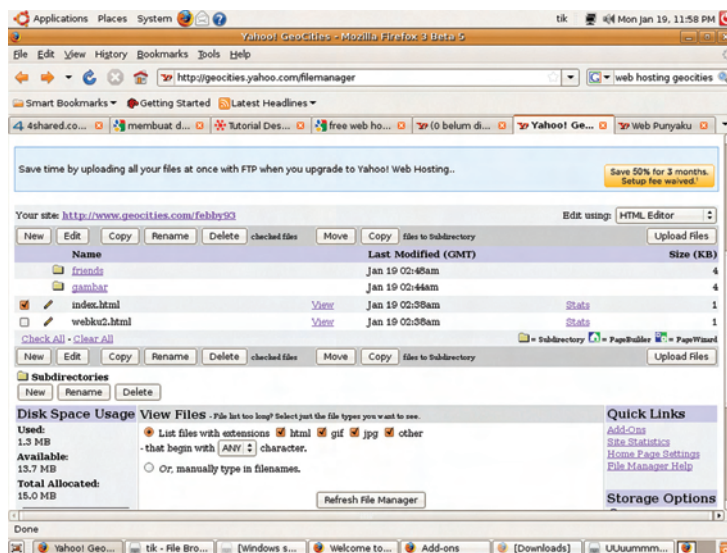 Applications Places System tik Mon Jan 19, 11:58 PM
Yahoo! GeoCities - Mozilla Firefox 3 Beta 5
File Edit View History Bookmarks Tools Help
http://geocities.yahoo.com/filemanager web hosting geocities
Smart Bookmarks Getting Started Latest Headlines
4shared.co... membuat d... Tutorial Des... free web ho... (0 belum di... Yahoo! Ge... Web Punyaku
Save time by uploading all your files at once with FTP when you upgrade to Yahoo! Web Hosting..
Save 50% for 3 months.
Setup fee waived.
Your site: http://www.geocities.com/febby93 Edit using: HTML Editor
New Edit Copy Rename Delete checked files Move Copy files to Subdirectory Upload Files
Name Last Modified (GMT) Size (KB)
friends Jan 19 02:48am 4
gambar Jan 19 02:44am 4
index.html View Jan 19 02:38am Stats 1
webku2.html View Jan 19 02:38am Stats 1
Check All - Clear All = Subdirectory = PageBuilder = PageWizard
New Edit Copy Rename Delete checked files Move Copy files to Subdirectory Upload Files
Subdirectories
New Rename Delete
Disk Space Usage
Used:
1.3 MB
Available:
13.7 MB
Total Allocated:
15.0 MB
View Files - File list too long? Select just the file types you want to see.
List files with extensions html gif jpg other
- that begin with ANY character.
Or, manually type in filenames.
Refresh File Manager
Quick Links
Add-Ons
Site Statistics
Home Page Settings
File Manager Help
Storage Options
Done
Yahoo! Geo... tik - File Bro... [Windows s... Welcome to... Add-ons [Downloads] UUuummm...